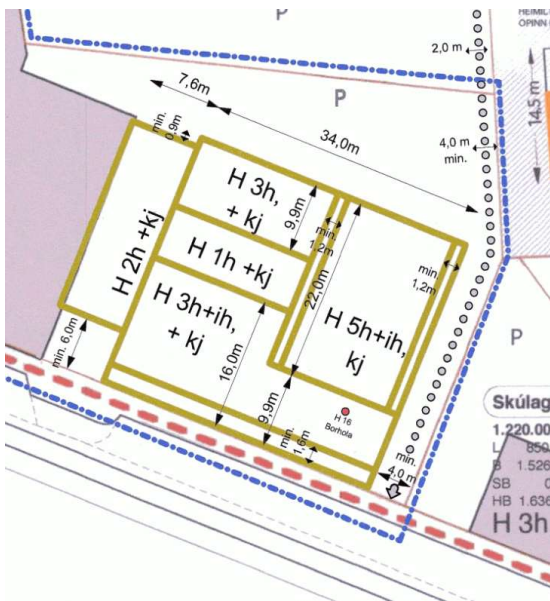 P
HEIMIL
OPINN
2,0 m
7,6m
P
14,5 m
34,0m
min.
0,9m
4,0 m
min.
H 3h,
+ kj
9,9m
min.
1,2m
H 2h +kj
H 1h +kj
22,0m
min.
1,2m
H 3h+ih,
+ kj
H 5h+ih,
kj
P
min. 6,0m
16,0m
9,9m
H 16
Borhola
min.
1,6m
min.
4,0 m
Skúlag
1.220.00
L 850
B 1.526
SB 0
HB 1.636
H 3h